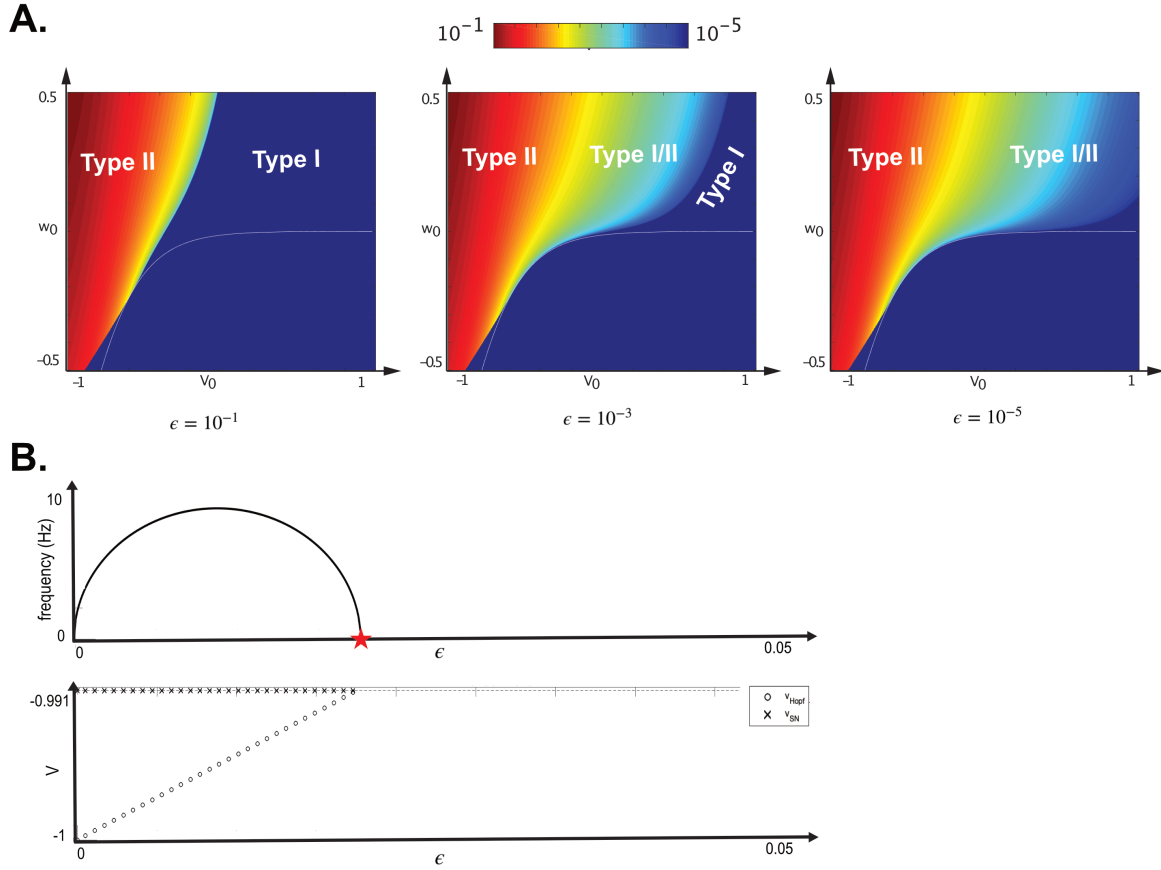 A.
10⁻¹ 10⁻⁵
0.5 Type II Type I w₀ –0.5 –1 V₀ 1
0.5 Type II Type I/II Type I w₀ –0.5 –1 V₀ 1
0.5 Type II Type I/II w₀ –0.5 –1 V₀ 1
ϵ = 10⁻¹ ϵ = 10⁻³ ϵ = 10⁻⁵
B.
10
frequency (Hz)
0
0 ϵ 0.05
-0.991
V
-1
v_Hopf
v_SN
0 ϵ 0.05